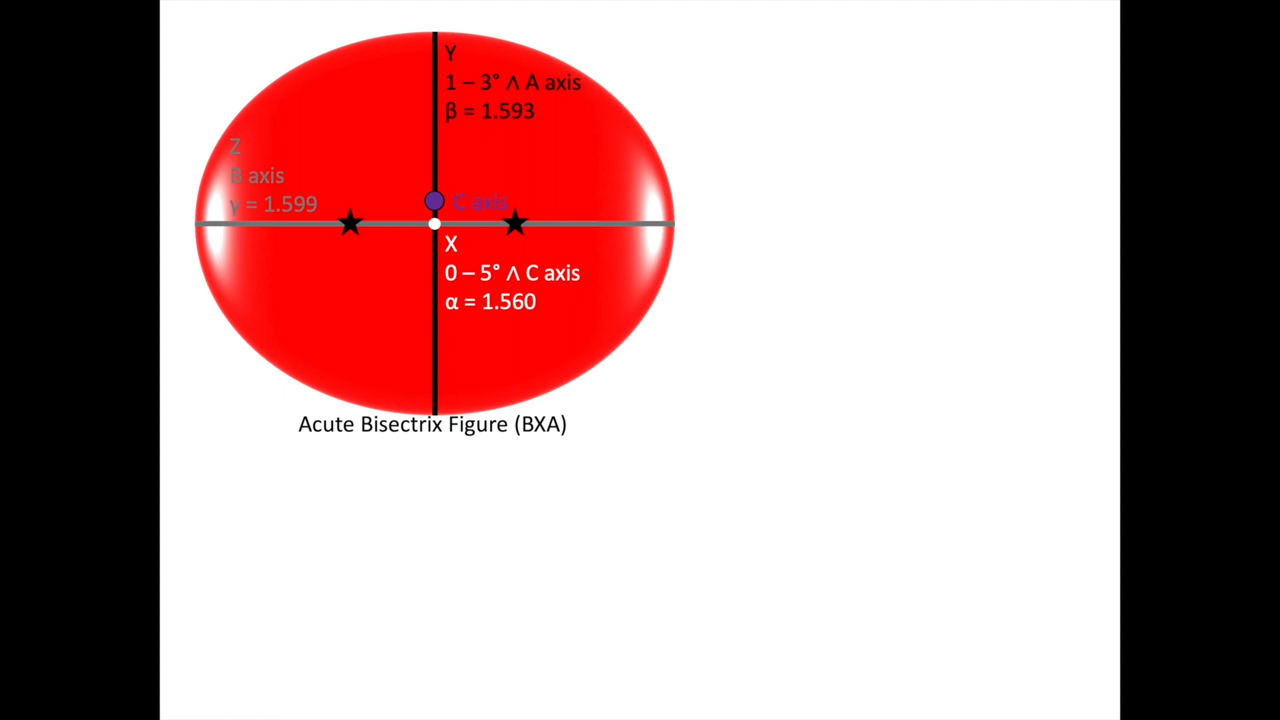 Y
1 – 3° ∧ A axis
β = 1.593
Z
B axis
γ = 1.599
C axis
X
0 – 5° ∧ C axis
α = 1.560
Acute Bisectrix Figure (BXA)